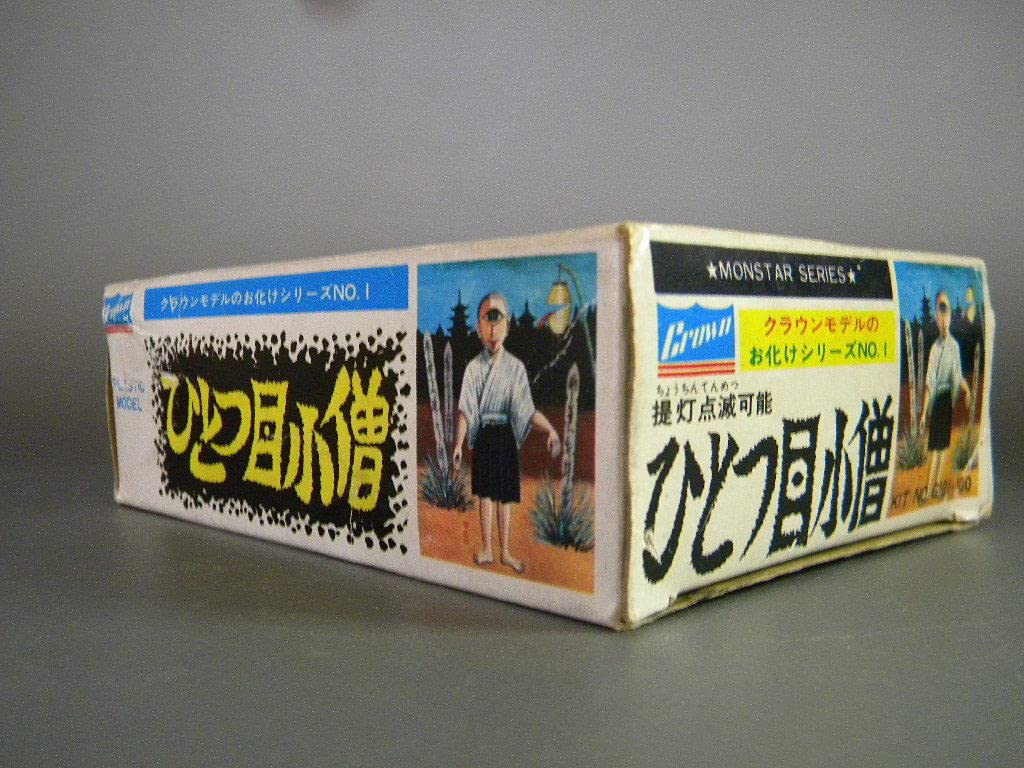 Crown
クラウンモデルのお化けシリーズNO.1
PLASTIC
MODEL
ひとつ目小僧
★MONSTAR SERIES★
Crown
クラウンモデルの
お化けシリーズNO.1
ちょうちんてんめつ
提灯点滅可能
ひとつ目小僧
KIT NO.